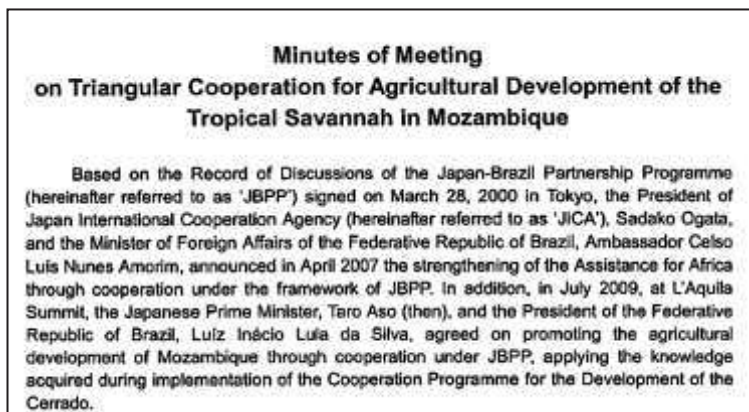 Minutes of Meeting
on Triangular Cooperation for Agricultural Development of the
Tropical Savannah in Mozambique
Based on the Record of Discussions of the Japan-Brazil Partnership Programme
(hereinafter referred to as 'JBPP') signed on March 28, 2000 in Tokyo, the President of
Japan International Cooperation Agency (hereinafter referred to as 'JICA'), Sadako Ogata,
and the Minister of Foreign Affairs of the Federative Republic of Brazil, Ambassador Celso
Luis Nunes Amorim, announced in April 2007 the strengthening of the Assistance for Africa
through cooperation under the framework of JBPP. In addition, in July 2009, at L'Aquila
Summit, the Japanese Prime Minister, Taro Aso (then), and the President of the Federative
Republic of Brazil, Luíz Inácio Lula da Silva, agreed on promoting the agricultural
development of Mozambique through cooperation under JBPP, applying the knowledge
acquired during implementation of the Cooperation Programme for the Development of the
Cerrado.